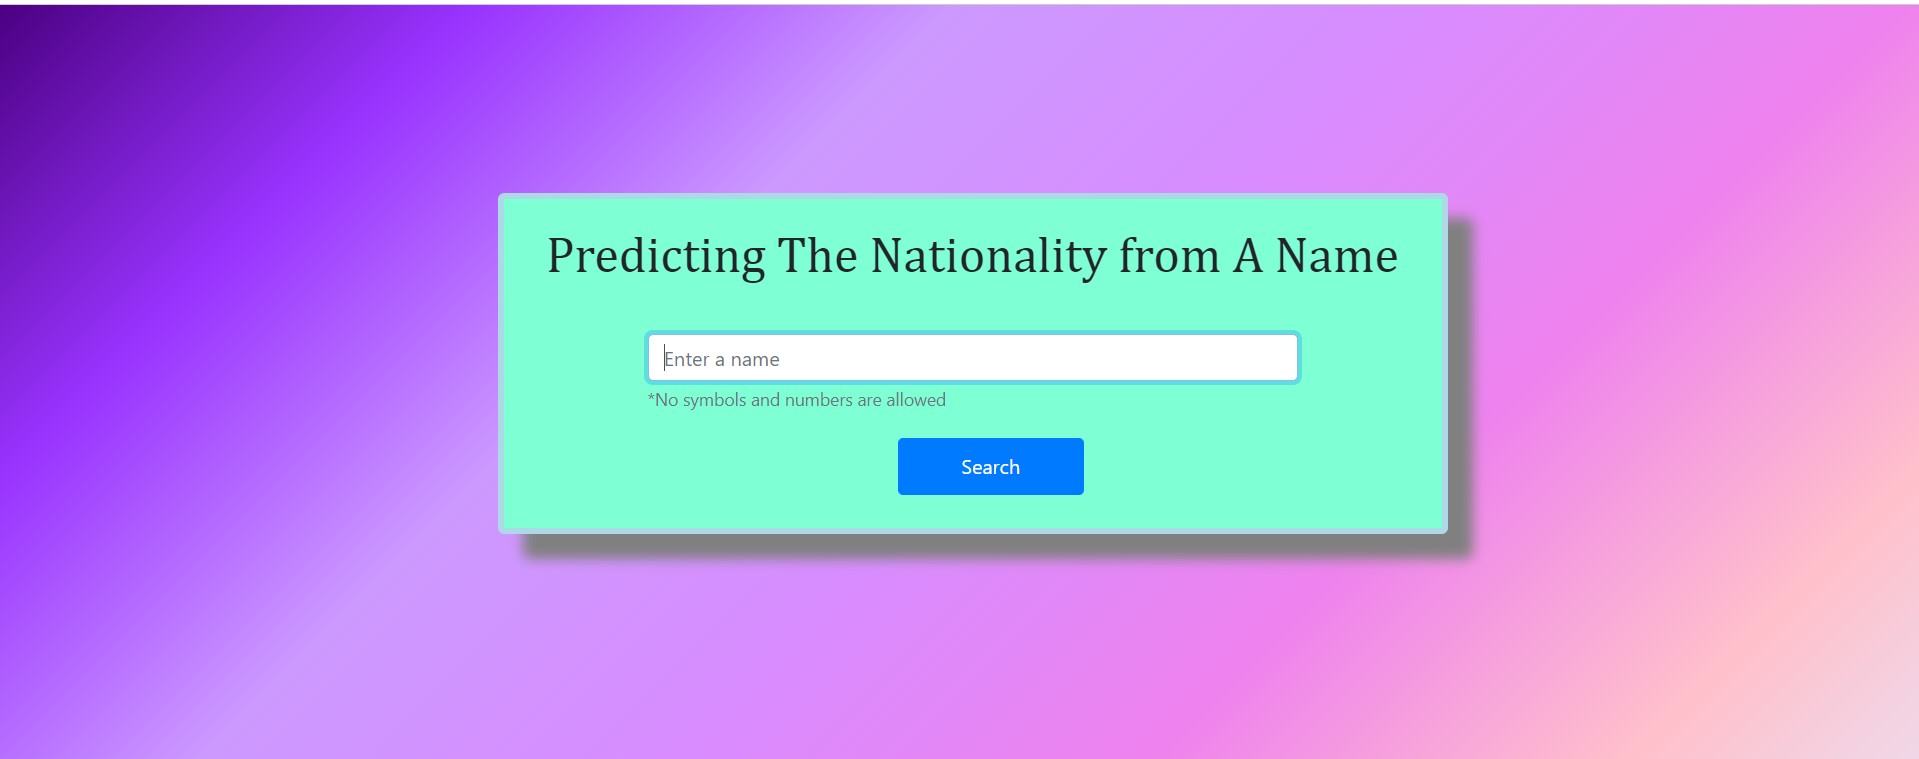 Predicting The Nationality from A Name
Enter a name
*No symbols and numbers are allowed
Search